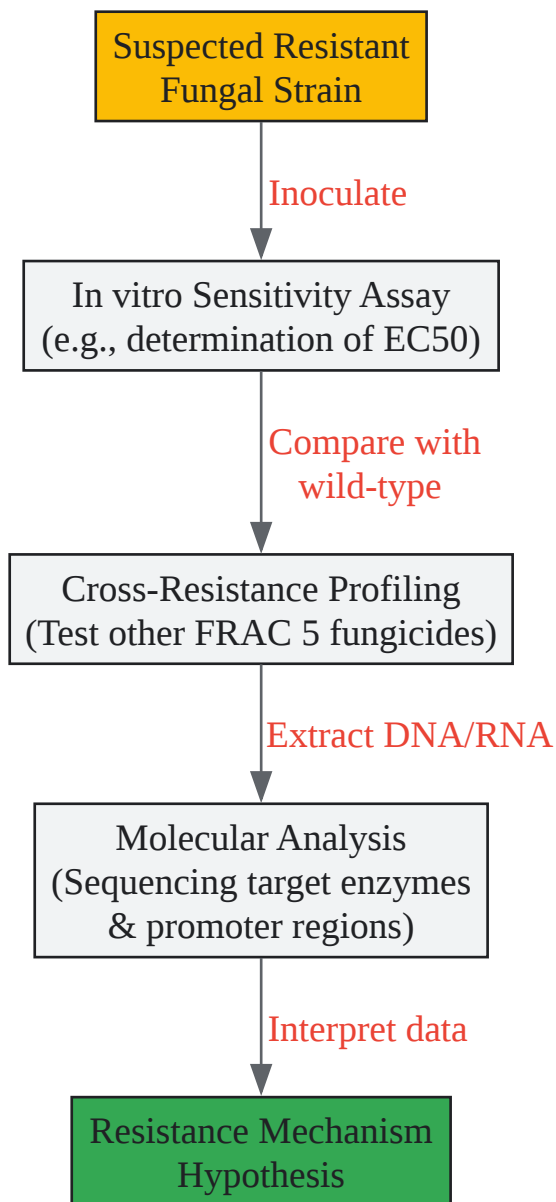 Suspected Resistant
Fungal Strain
Inoculate
In vitro Sensitivity Assay
(e.g., determination of EC50)
Compare with
wild-type
Cross-Resistance Profiling
(Test other FRAC 5 fungicides)
Extract DNA/RNA
Molecular Analysis
(Sequencing target enzymes
& promoter regions)
Interpret data
Resistance Mechanism
Hypothesis